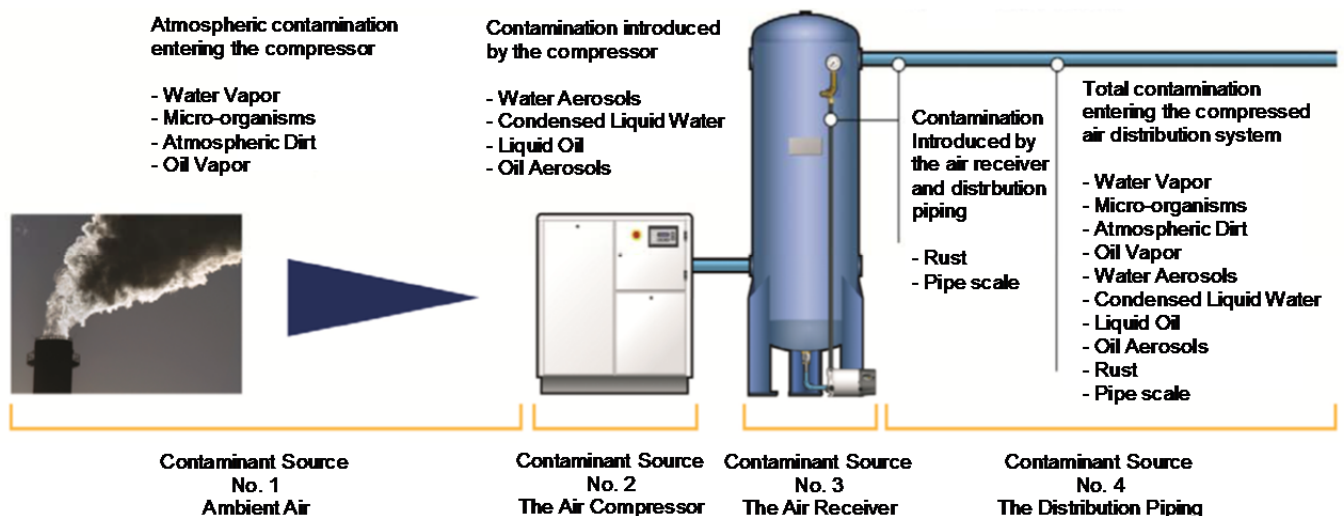 Atmospheric contamination
entering the compressor
- Water Vapor
- Micro-organisms
- Atmospheric Dirt
- Oil Vapor
Contamination introduced
by the compressor
- Water Aerosols
- Condensed Liquid Water
- Liquid Oil
- Oil Aerosols
Contamination
Introduced by
the air receiver
and distrbution
piping
- Rust
- Pipe scale
Total contamination
entering the compressed
air distribution system
- Water Vapor
- Micro-organisms
- Atmospheric Dirt
- Oil Vapor
- Water Aerosols
- Condensed Liquid Water
- Liquid Oil
- Oil Aerosols
- Rust
- Pipe scale
Contaminant Source
No. 1
Ambient Air
Contaminant Source
No. 2
The Air Compressor
Contaminant Source
No. 3
The Air Receiver
Contaminant Source
No. 4
The Distribution Piping